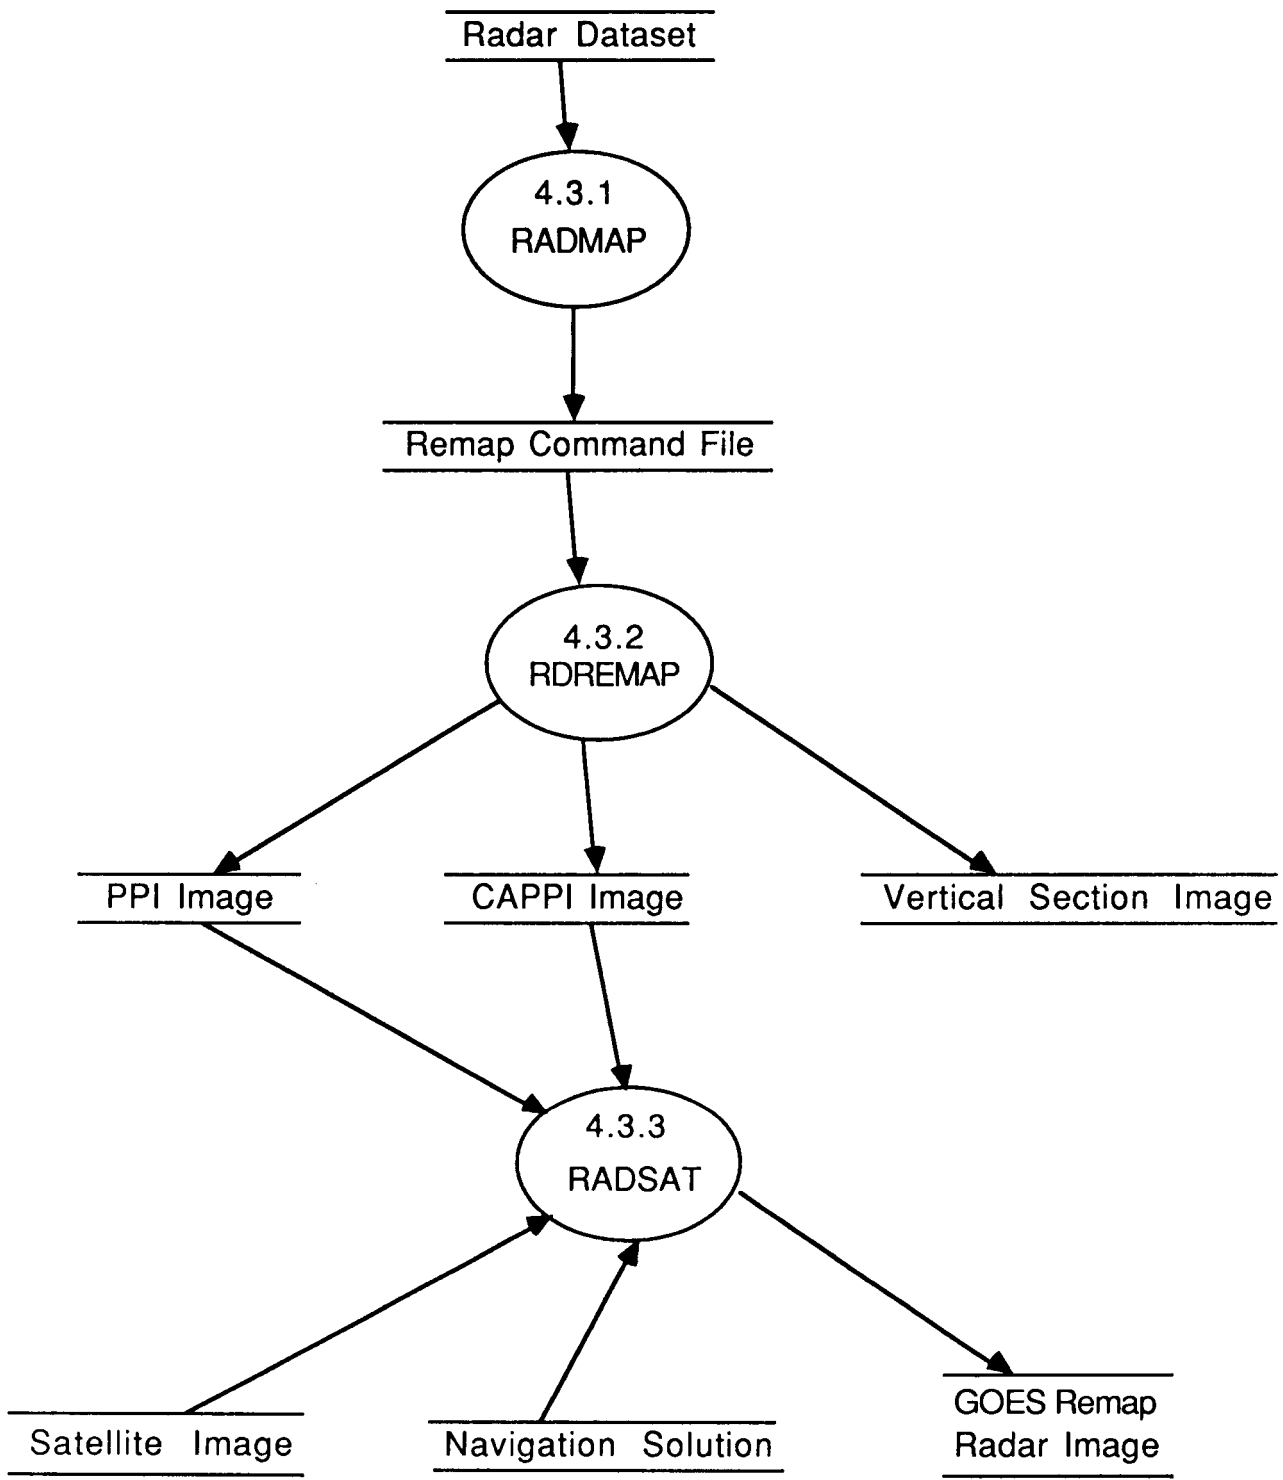 Radar Dataset
4.3.1
RADMAP
Remap Command File
4.3.2
RDREMAP
PPI Image
CAPPI Image
Vertical Section Image
4.3.3
RADSAT
Satellite Image
Navigation Solution
GOES Remap
Radar Image